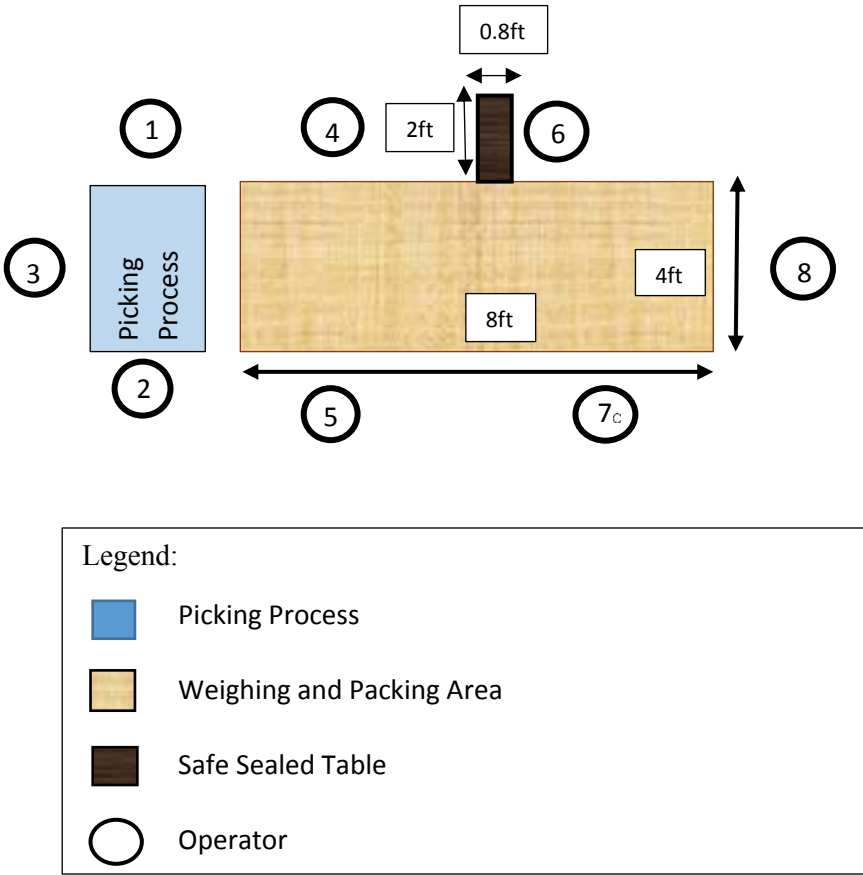 0.8ft
1
4
2ft
6
3
Picking
Process
4ft
8
8ft
2
5
7c
Legend:
Picking Process
Weighing and Packing Area
Safe Sealed Table
Operator